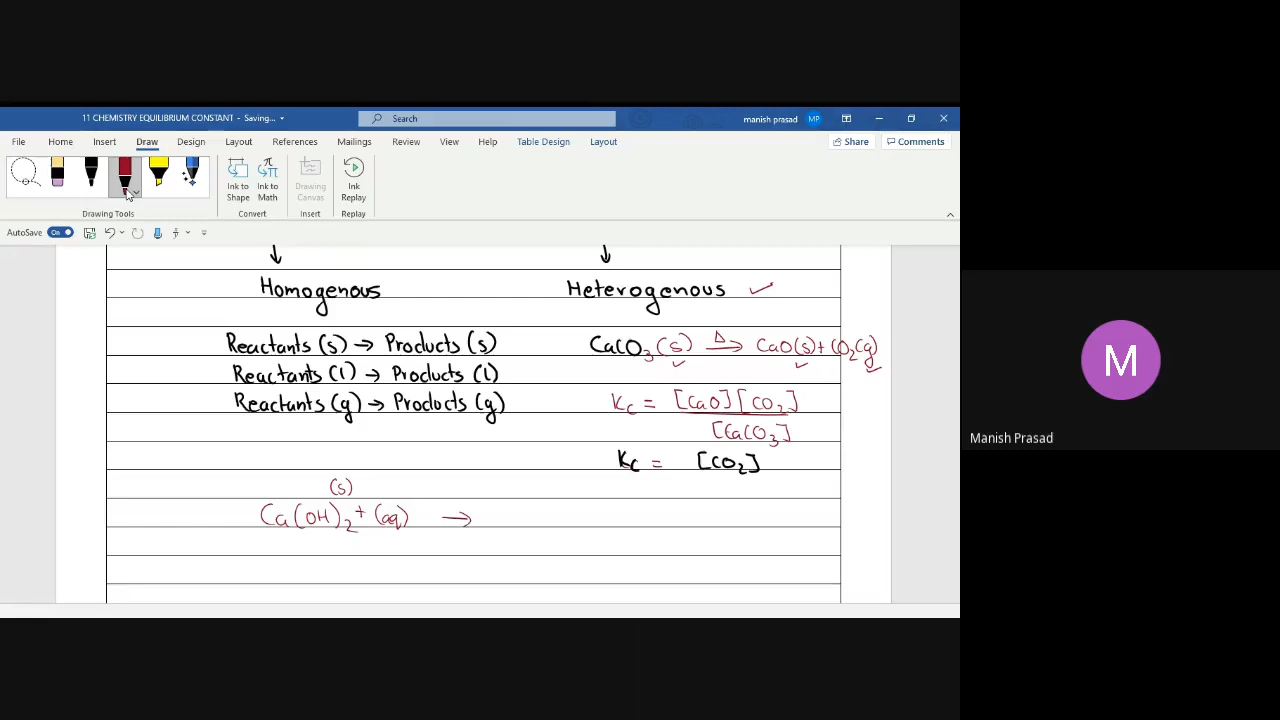 11 CHEMISTRY EQUILIBRIUM CONSTANT - Saving...
Search
manish prasad MP
File Home Insert Draw Design Layout References Mailings Review View Help Table Design Layout Share Comments
Ink to Shape Ink to Math Drawing Canvas Ink Replay
Drawing Tools Convert Insert Replay
AutoSave On
Homogenous Heterogenous ✓
Reactants (s) → Products (s) CaCO₃(s) —Δ→ CaO(s) + CO₂(g)
Reactants (l) → Products (l)
Reactants (g) → Products (g) Kc = [CaO][CO₂]
[CaCO₃]
Kc = [CO₂]
(s)
Ca(OH)₂ + (aq) →
M
Manish Prasad